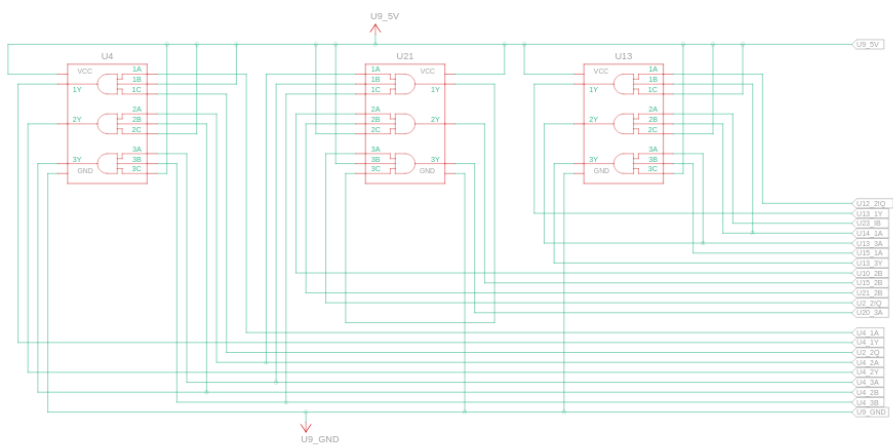 U9_5V
U9_5V
U4
U21
U13
VCC
1A
1B
1C
1Y
2A
2B
2C
2Y
3A
3B
3C
3Y
GND
1A
1B
1C
VCC
1Y
2A
2B
2C
2Y
3A
3B
3C
3Y
GND
VCC
1A
1B
1C
1Y
2A
2B
2C
2Y
3A
3B
3C
3Y
GND
U12_2IQ
U13_1Y
U23_IB
U14_1A
U13_3A
U15_1A
U13_3Y
U10_2B
U15_2B
U21_2B
U2_2IQ
U20_3A
U4_1A
U4_1Y
U2_2Q
U4_2A
U4_2Y
U4_3A
U4_2B
U4_3B
U9_GND
U9_GND